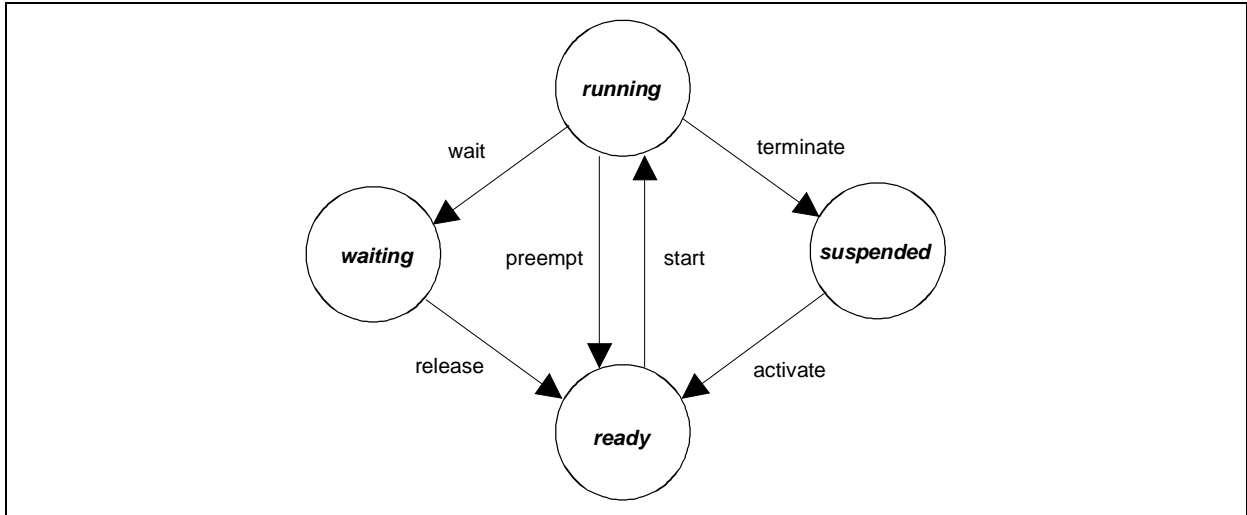 running
wait
terminate
waiting
preempt
start
suspended
release
activate
ready